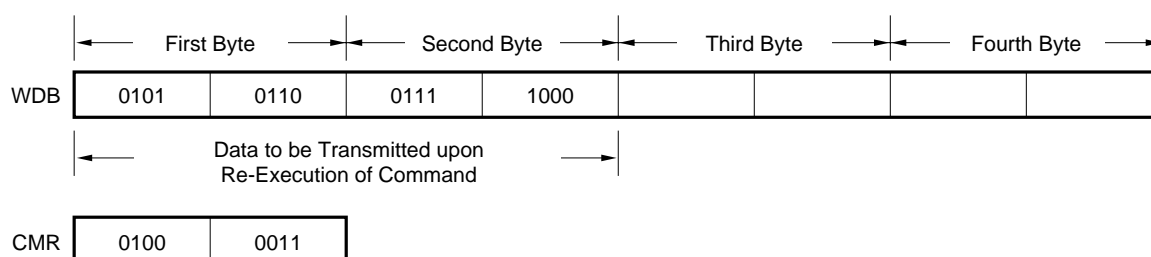 First Byte Second Byte Third Byte Fourth Byte
WDB 0101 0110 0111 1000
Data to be Transmitted upon
Re-Execution of Command
CMR 0100 0011